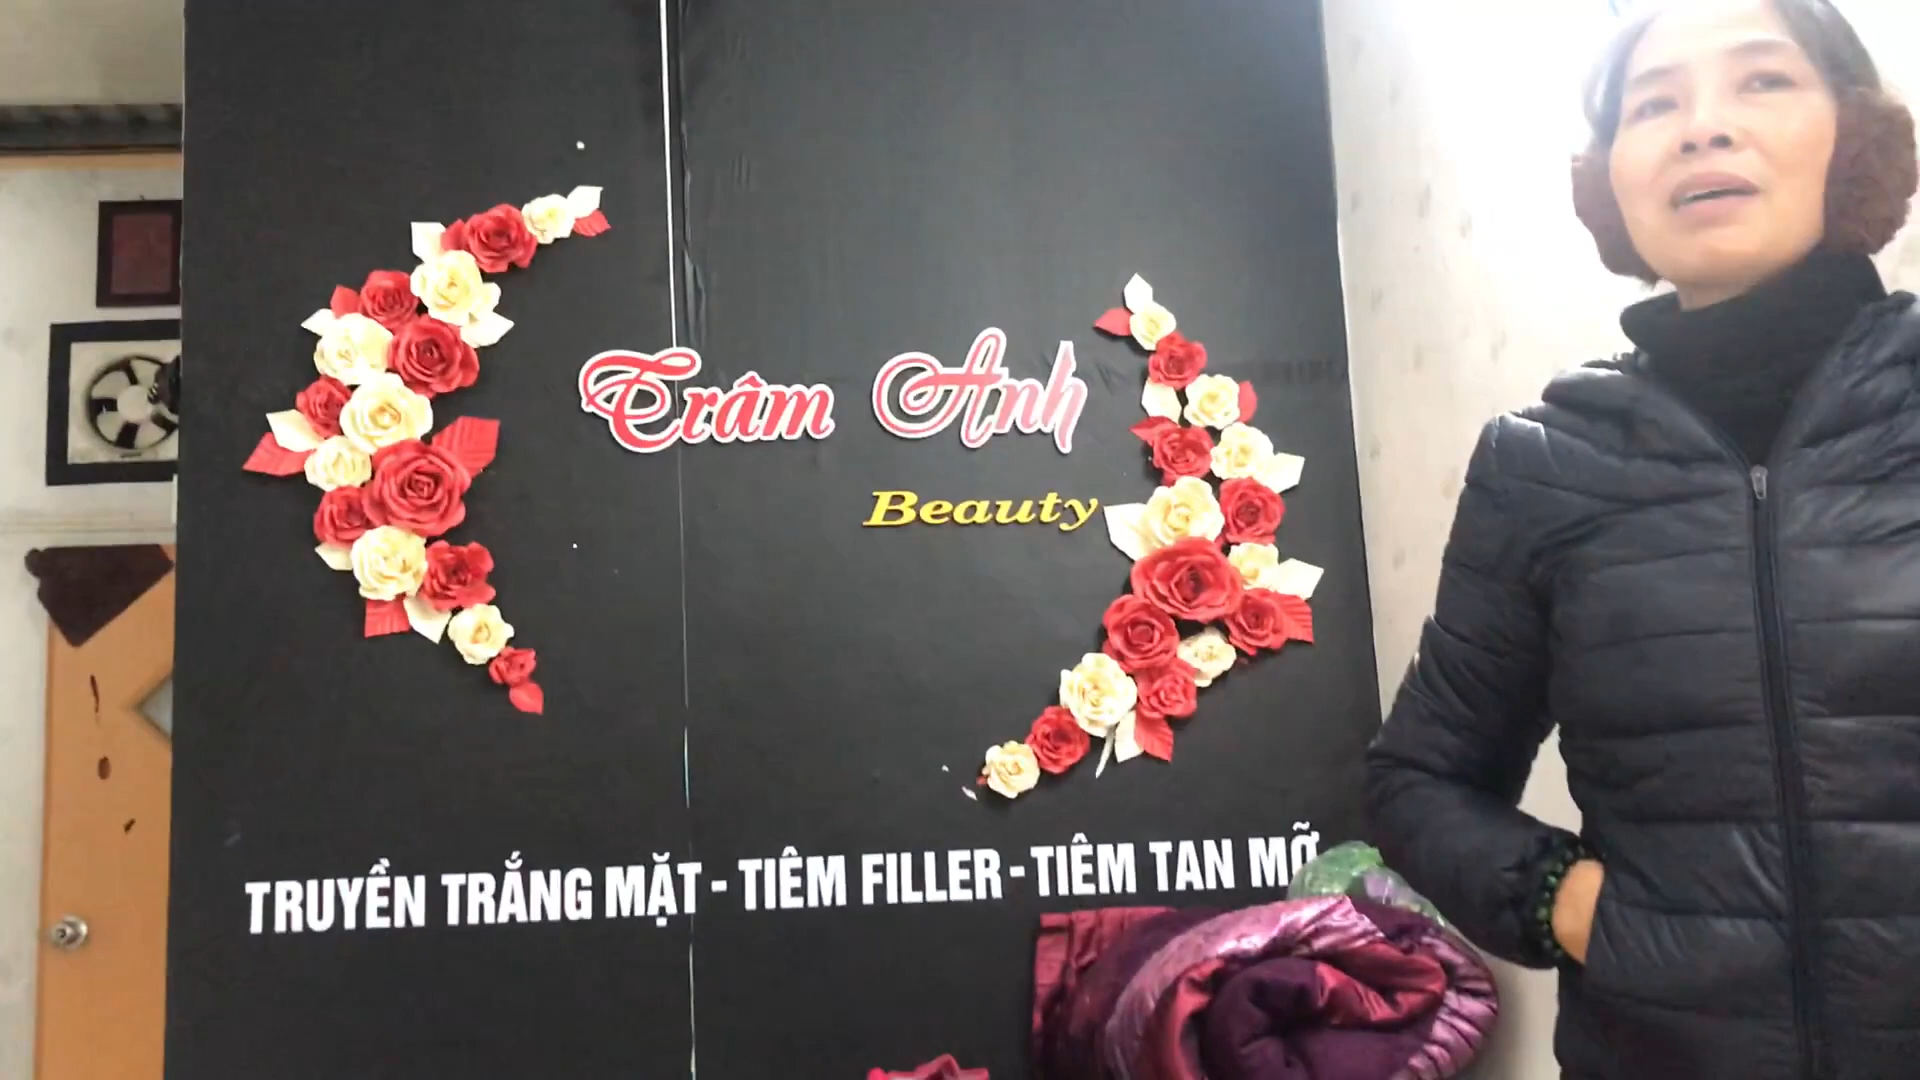 Trâm Anh
Beauty
TRUYỀN TRẮNG MẶT - TIÊM FILLER - TIÊM TAN MỠ